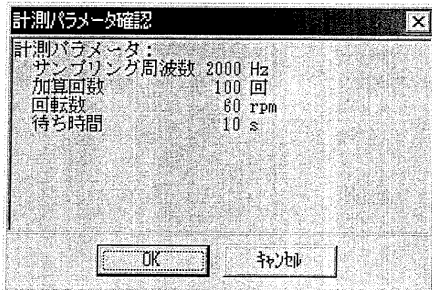 計測パラメータ確認
計測パラメータ:
サンプリング周波数 2000 Hz
加算回数 100 回
回転数 60 rpm
待ち時間 10 s
OK
ｷｬﾝｾﾙ